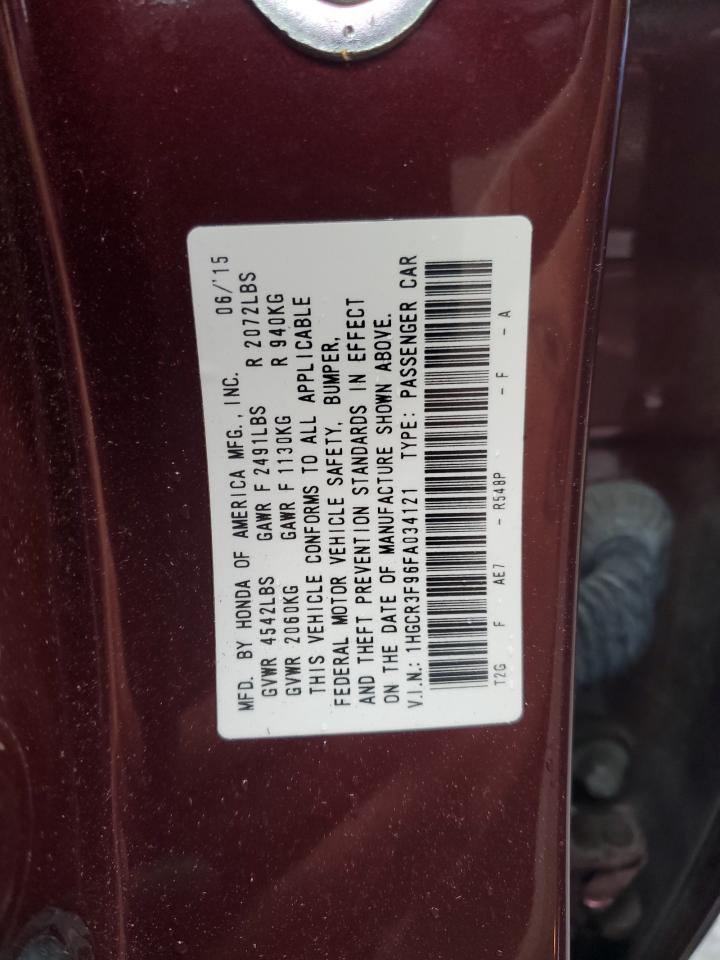 MFD. BY HONDA OF AMERICA MFG., INC. 06/'15
GVWR 4542LBS GAWR F 2491LBS R 2072LBS
GVWR 2060KG GAWR F 1130KG R 940KG
THIS VEHICLE CONFORMS TO ALL APPLICABLE
FEDERAL MOTOR VEHICLE SAFETY, BUMPER,
AND THEFT PREVENTION STANDARDS IN EFFECT
ON THE DATE OF MANUFACTURE SHOWN ABOVE.
V.I.N.: 1HGCR3F96FA034121 TYPE: PASSENGER CAR
T2G F AE7 - R548P - F - A